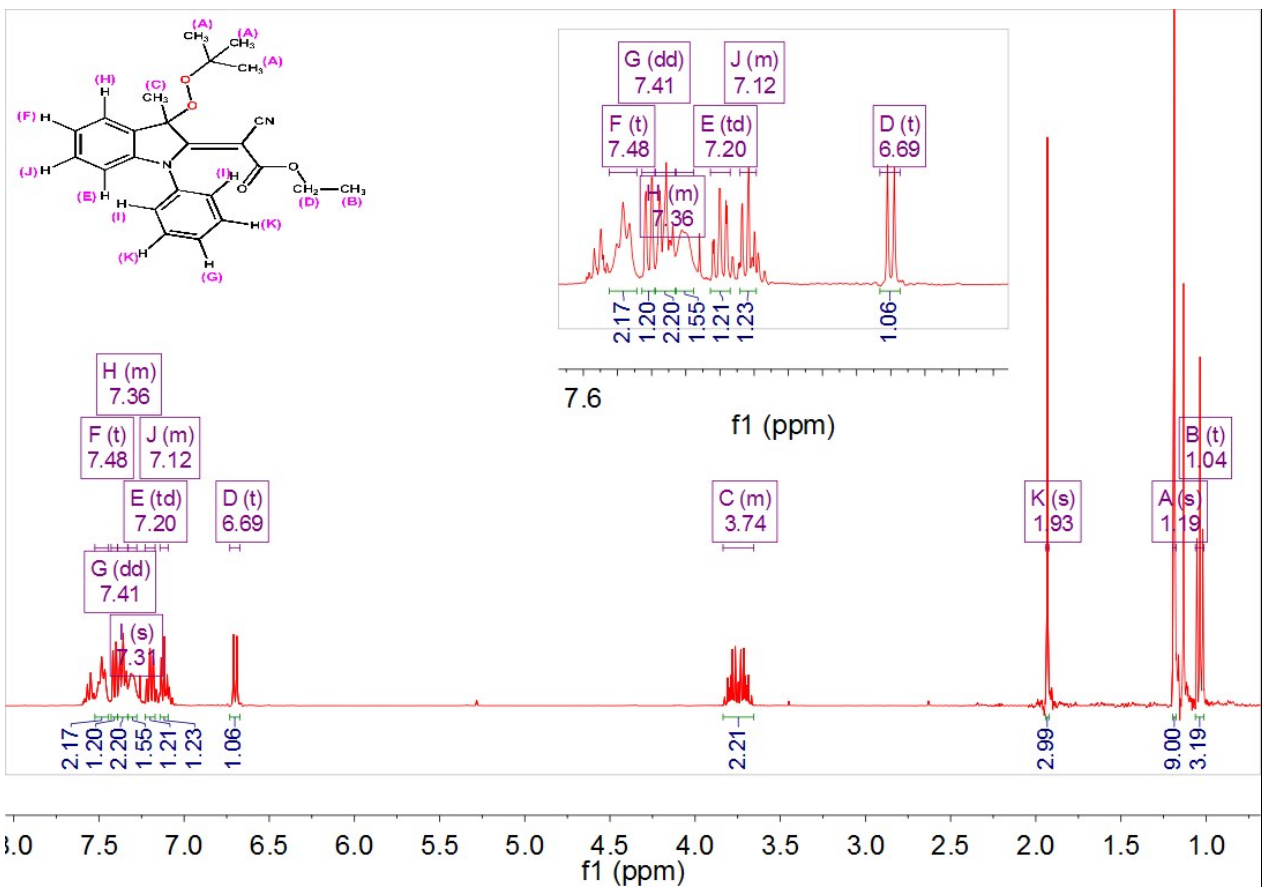 (A)
CH₃
(A)
CH₃
CH₃
(A)
O
(H)
H
(C)
CH₃
O
(F)
H
CN
(J)
H
N
H
(I)
O
O
CH₃
(E)
H
CH₂
(D)
(B)
(I)
H
H
(K)
H
(K)
H
(G)
G (dd)
7.41
J (m)
7.12
F (t)
7.48
E (td)
7.20
D (t)
6.69
H (m)
7.36
2.17
1.20
2.20
1.55
1.21
1.23
1.06
7.6
f1 (ppm)
H (m)
7.36
F (t)
7.48
J (m)
7.12
E (td)
7.20
D (t)
6.69
G (dd)
7.41
I (s)
7.31
C (m)
3.74
K (s)
1.93
A (s)
1.19
B (t)
1.04
2.17
1.20
2.20
1.55
1.21
1.23
1.06
2.21
2.99
9.00
3.19
7.5 7.0 6.5 6.0 5.5 5.0 4.5 4.0 3.5 3.0 2.5 2.0 1.5 1.0
f1 (ppm)